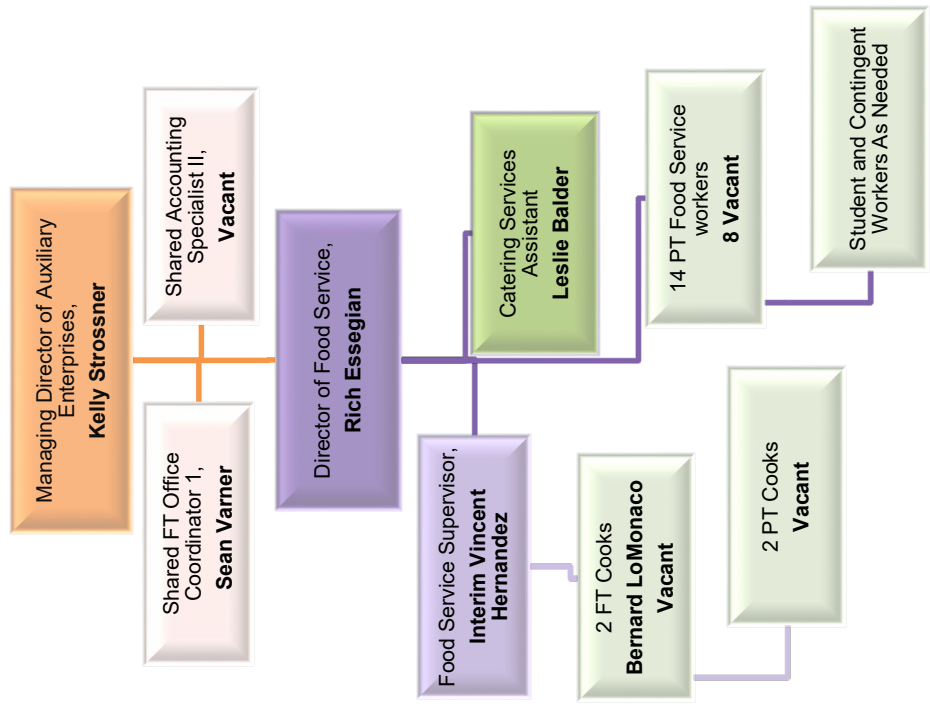 Managing Director of Auxiliary
Enterprises,
Kelly Strossner
Shared FT Office
Coordinator 1,
Sean Varner
Shared Accounting
Specialist II,
Vacant
Director of Food Service,
Rich Essegian
Food Service Supervisor,
Interim Vincent
Hernandez
Catering Services
Assistant
Leslie Balder
2 FT Cooks
Bernard LoMonaco
Vacant
14 PT Food Service
workers
8 Vacant
2 PT Cooks
Vacant
Student and Contingent
Workers As Needed